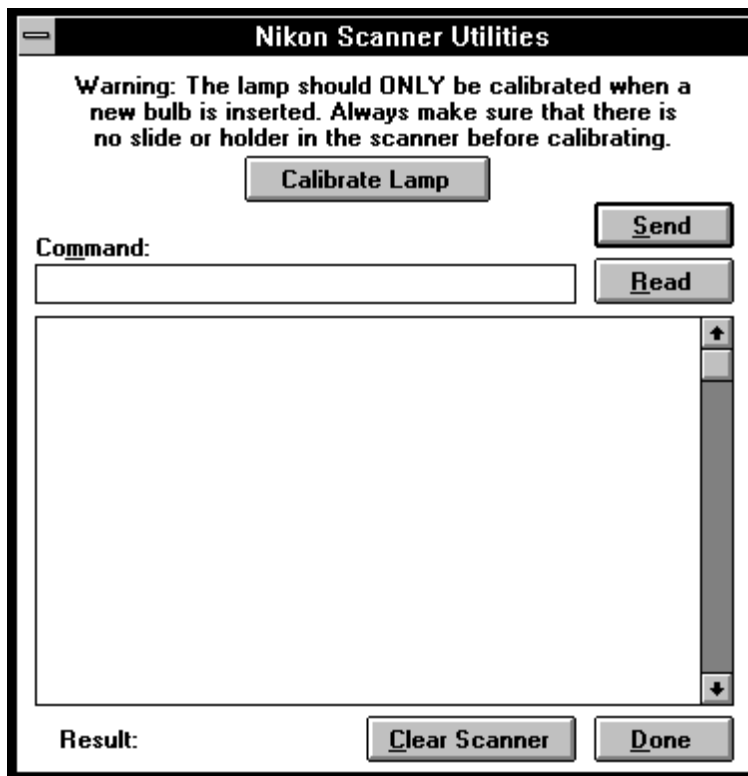 Nikon Scanner Utilities
Warning: The lamp should ONLY be calibrated when a
new bulb is inserted. Always make sure that there is
no slide or holder in the scanner before calibrating.
Calibrate Lamp
Send
Command:
Read
Result:
Clear Scanner
Done